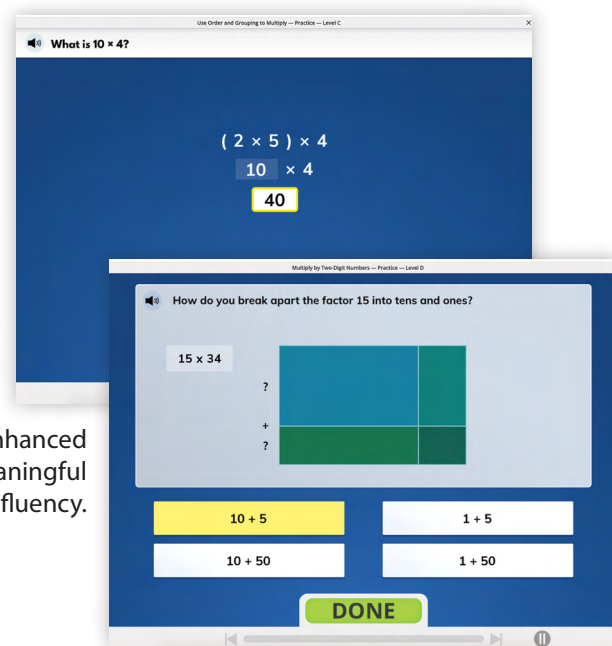 Use Order and Grouping to Multiply — Practice — Level C
What is 10 × 4?
( 2 × 5 ) × 4
10 × 4
40
Multiply by Two-Digit Numbers — Practice — Level D
How do you break apart the factor 15 into tens and ones?
15 x 34
?
+
?
nhanced
aningful
fluency.
10 + 5
1 + 5
10 + 50
1 + 50
DONE